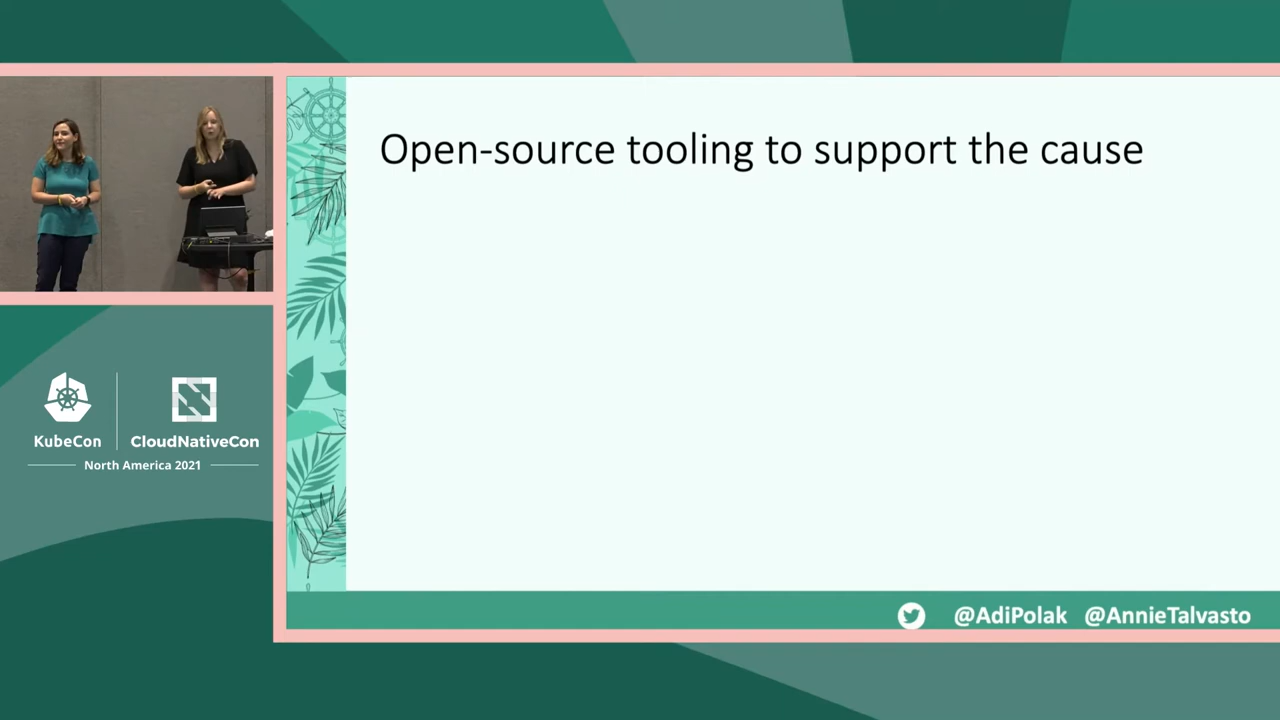 Open-source tooling to support the cause
KubeCon
CloudNativeCon
North America 2021
@AdiPolak @AnnieTalvasto